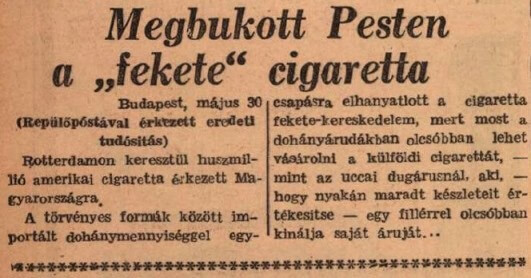 Megbukott Pesten
a „fekete“ cigaretta
Budapest, május 30
(Repülőpóstával érkezett eredeti
tudósítás)
Rotterdamon keresztül huszmil-
lió amerikai cigaretta érkezett Ma-
gyarországra.
A törvényes formák között im-
portált dohánymennyiséggel egy-
csapásra elhanyatlott a cigaretta
fekete-kereskedelem, mert most a
dohányárudákban olcsóbban lehet
vásárolni a külföldi cigarettát, —
mint az uccai dugárusnál, aki, —
hogy nyakán maradt készleteit ér-
tékesitse — egy fillérrel olcsóbban
kinálja saját áruját...